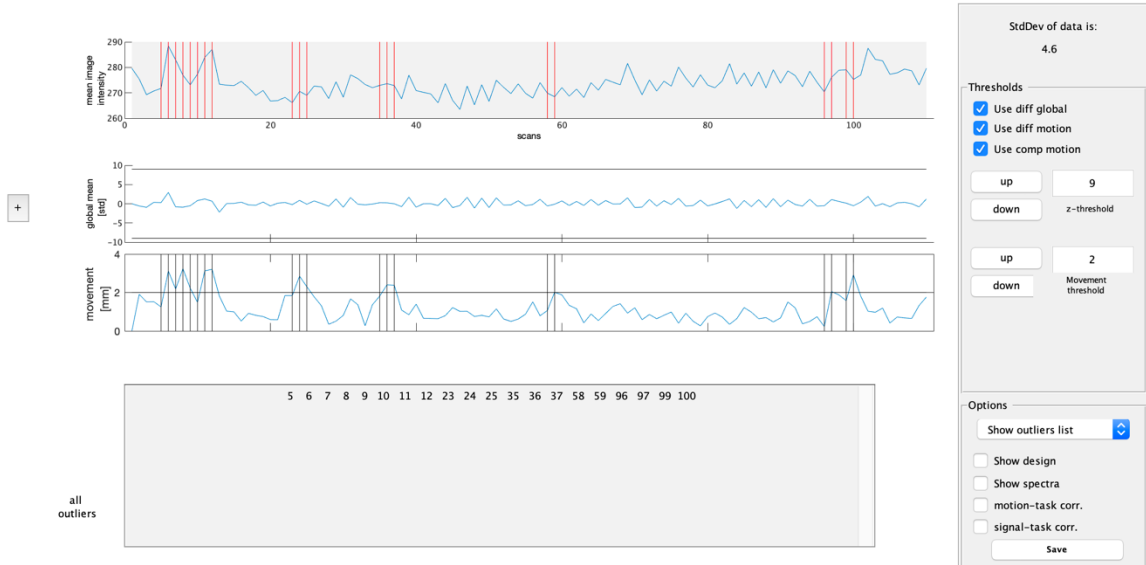 290
280
270
260
mean image
intensity
0 20 40 60 80 100
scans
10
5
0
−5
−10
global mean
[std]
4
2
0
movement
[mm]
5 6 7 8 9 10 11 12 23 24 25 35 36 37 58 59 96 97 99 100
all
outliers
+
StdDev of data is:
4.6
Thresholds
Use diff global
Use diff motion
Use comp motion
up
9
down
z-threshold
up
2
down
Movement
threshold
Options
Show outliers list
Show design
Show spectra
motion-task corr.
signal-task corr.
Save